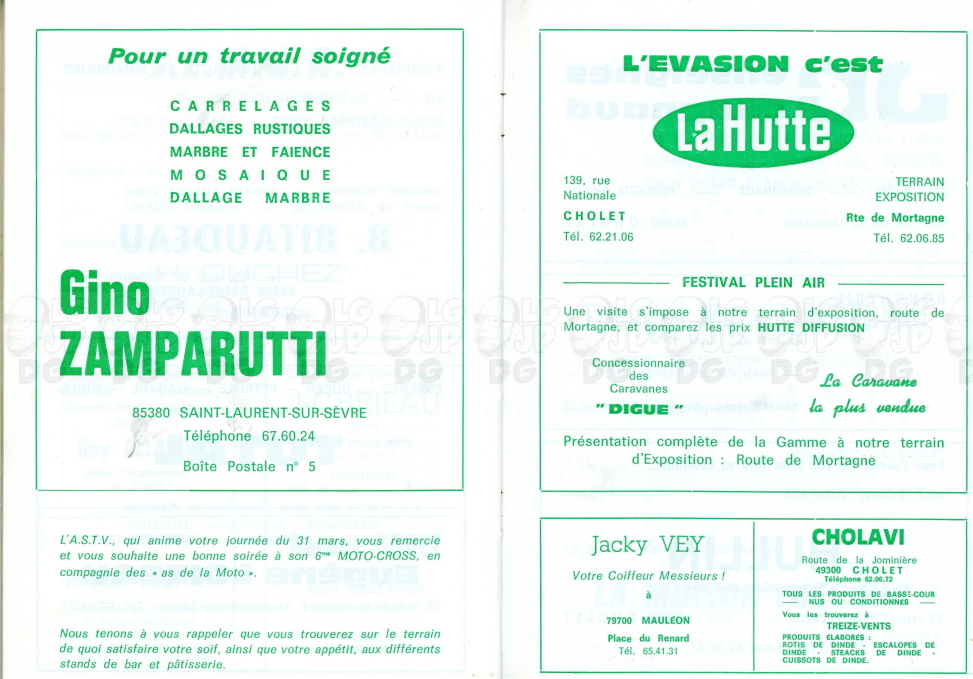 Pour un travail soigné
CARRELAGES
DALLAGES RUSTIQUES
MARBRE ET FAIENCE
MOSAIQUE
DALLAGE MARBRE
Gino
ZAMPARUTTI
85380 SAINT-LAURENT-SUR-SÈVRE
Téléphone 67.60.24
Boîte Postale n° 5
L'A.S.T.V., qui anime votre journée du 31 mars, vous remercie
et vous souhaite une bonne soirée à son 6me MOTO-CROSS, en
compagnie des « as de la Moto ».
Nous tenons à vous rappeler que vous trouverez sur le terrain
de quoi satisfaire votre soif, ainsi que votre appétit, aux différents
stands de bar et pâtisserie.
L'EVASION c'est
La Hutte
139, rue
Nationale
CHOLET
Tél. 62.21.06
TERRAIN
EXPOSITION
Rte de Mortagne
Tél. 62.06.85
FESTIVAL PLEIN AIR
Une visite s'impose à notre terrain d'exposition, route de
Mortagne, et comparez les prix HUTTE DIFFUSION
Concessionnaire
des
Caravanes
" DIGUE "
La Caravane
la plus vendue
Présentation complète de la Gamme à notre terrain
d'Exposition : Route de Mortagne
Jacky VEY
Votre Coiffeur Messieurs !
à
79700 MAULÉON
Place du Renard
Tél. 65.41.31
CHOLAVI
Route de la Jominière
49300 CHOLET
Téléphone 62.06.72
TOUS LES PRODUITS DE BASSE-COUR
NUS OU CONDITIONNES
Vous les trouverez à
TREIZE-VENTS
PRODUITS ELABORES :
ROTIS DE DINDE - ESCALOPES DE
DINDE - STEACKS DE DINDE -
CUISSOTS DE DINDE.